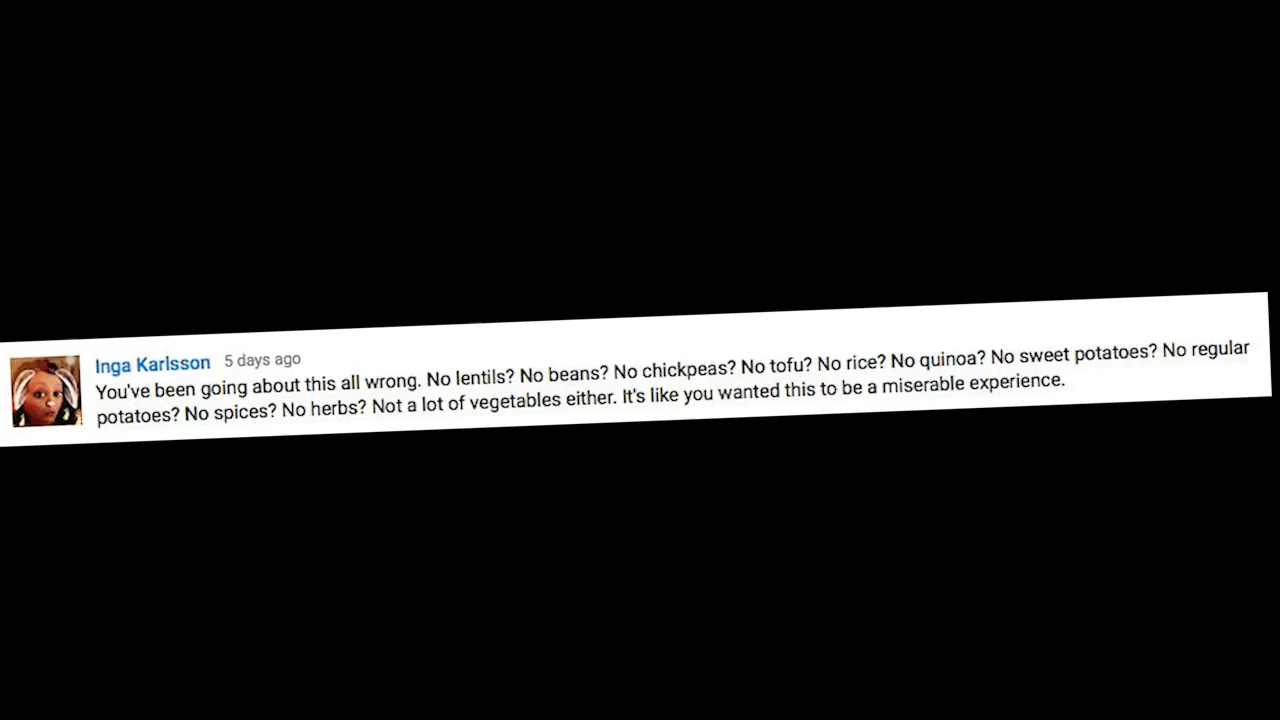 Inga Karlsson 5 days ago
You've been going about this all wrong. No lentils? No beans? No chickpeas? No tofu? No rice? No quinoa? No sweet potatoes? No regular
potatoes? No spices? No herbs? Not a lot of vegetables either. It's like you wanted this to be a miserable experience.